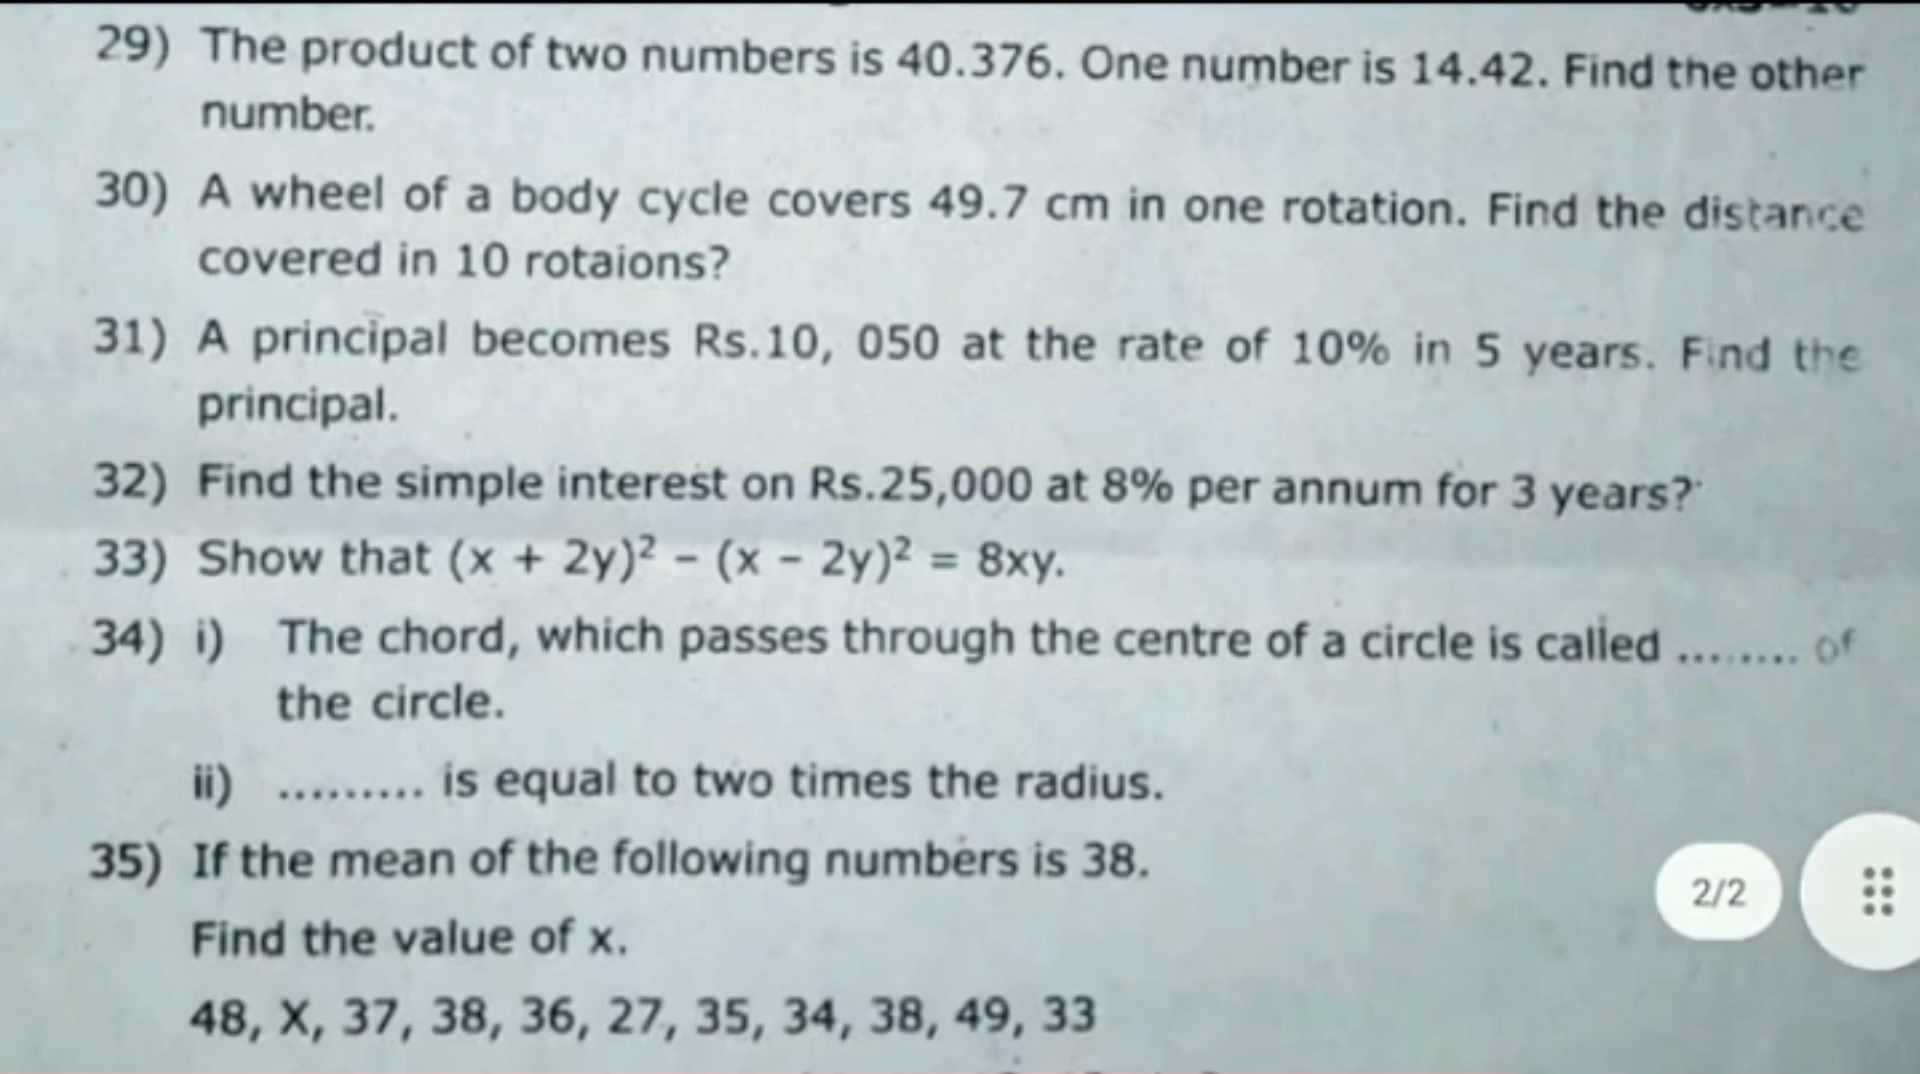 29) The product of two numbers is 40.376. One number is 14.42. Find the other
number.
30) A wheel of a body cycle covers 49.7 cm in one rotation. Find the distance
covered in 10 rotaions?
31) A principal becomes Rs.10, 050 at the rate of 10% in 5 years. Find the
principal.
32) Find the simple interest on Rs.25,000 at 8% per annum for 3 years?
33) Show that (x + 2y)² – (x – 2y)² = 8xy.
34) i) The chord, which passes through the centre of a circle is called ........ of
the circle.
ii) ......... is equal to two times the radius.
35) If the mean of the following numbers is 38.
2/2
Find the value of x.
48, X, 37, 38, 36, 27, 35, 34, 38, 49, 33